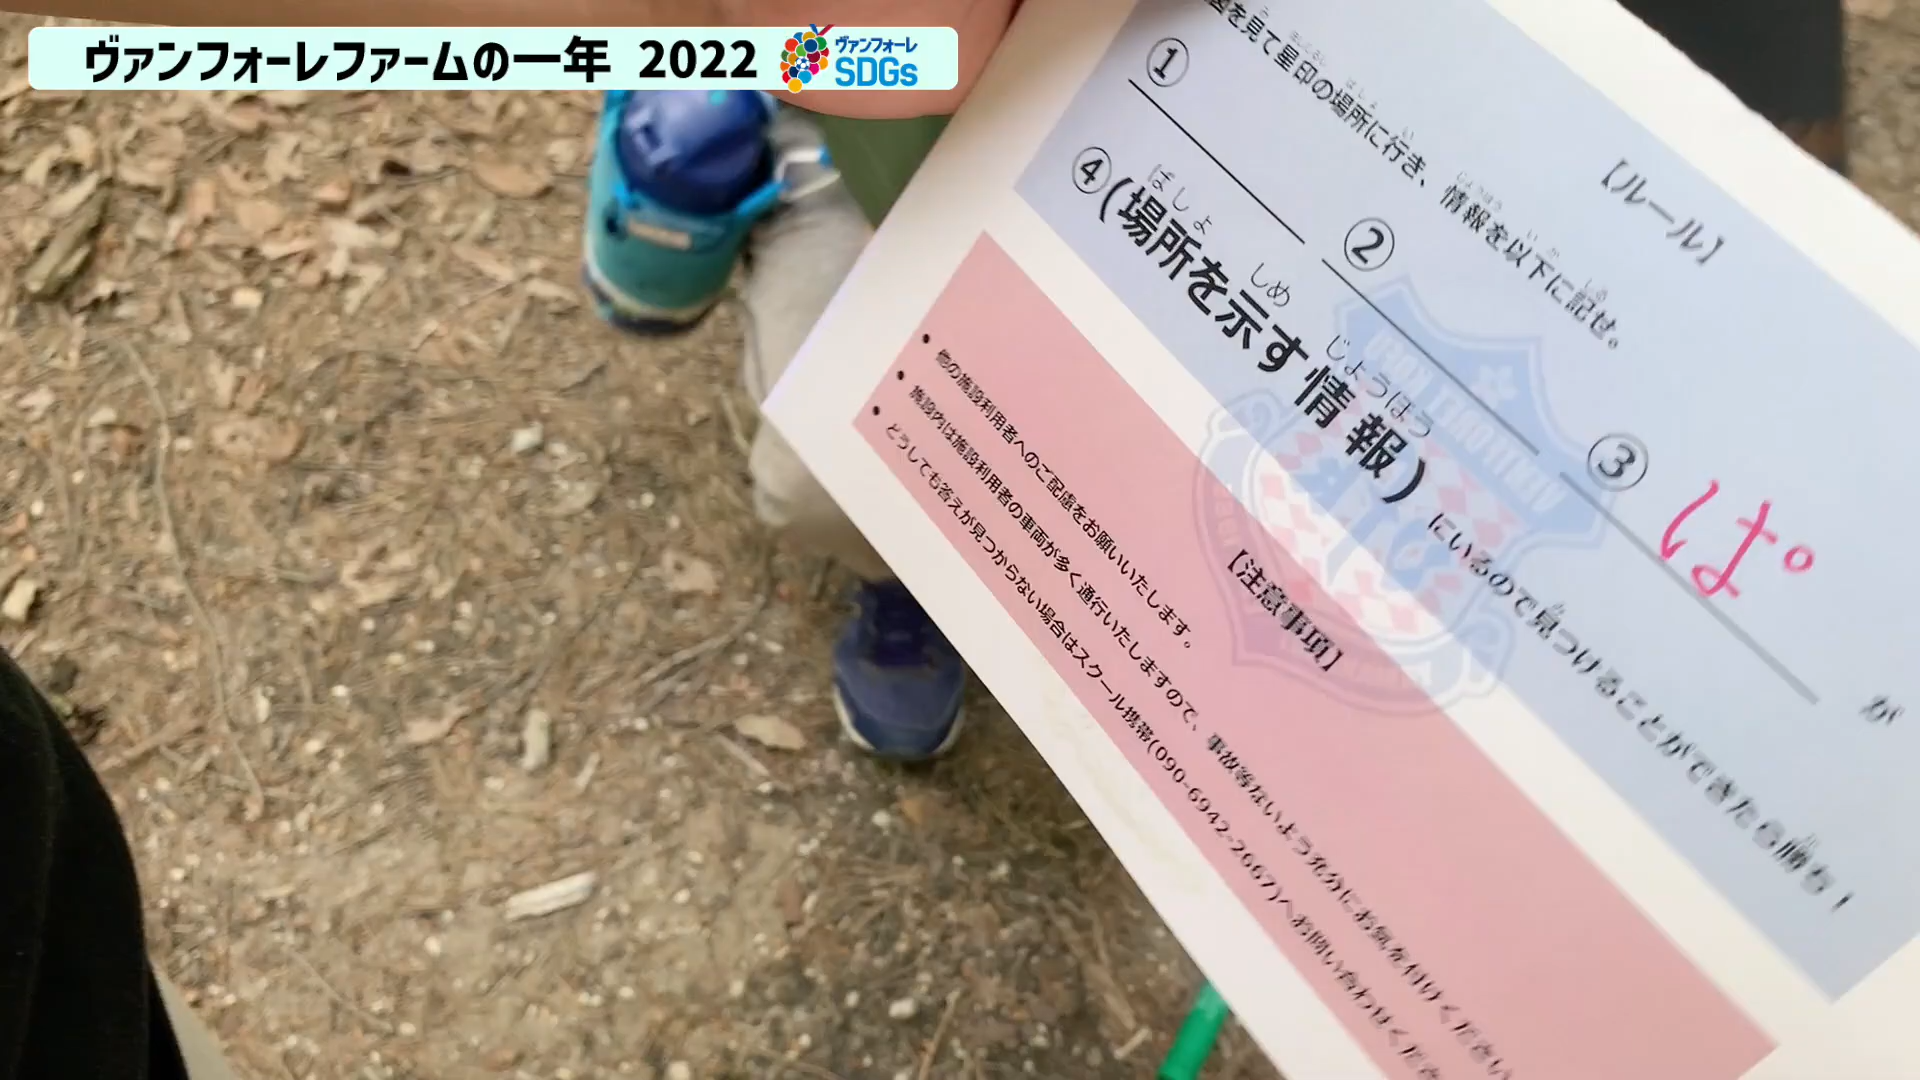 ヴァンフォーレファームの一年 2022
ヴァンフォーレ
SDGs
【ルール】
を見て星印の場所に行き、情報を以下に記せ。
① ② ③ ぱ が
④(場所を示す情報)にいるので見つけることができたら勝ち!
【注意事項】
• 他の施設利用者へのご配慮をお願いいたします。
• 施設内は施設利用者の車両が多く通行いたしますので、事故等ないよう充分にお気を付けください
• どうしても答えが見つからない場合はスクール携帯(090-6942-2667)へお問い合わせくださ